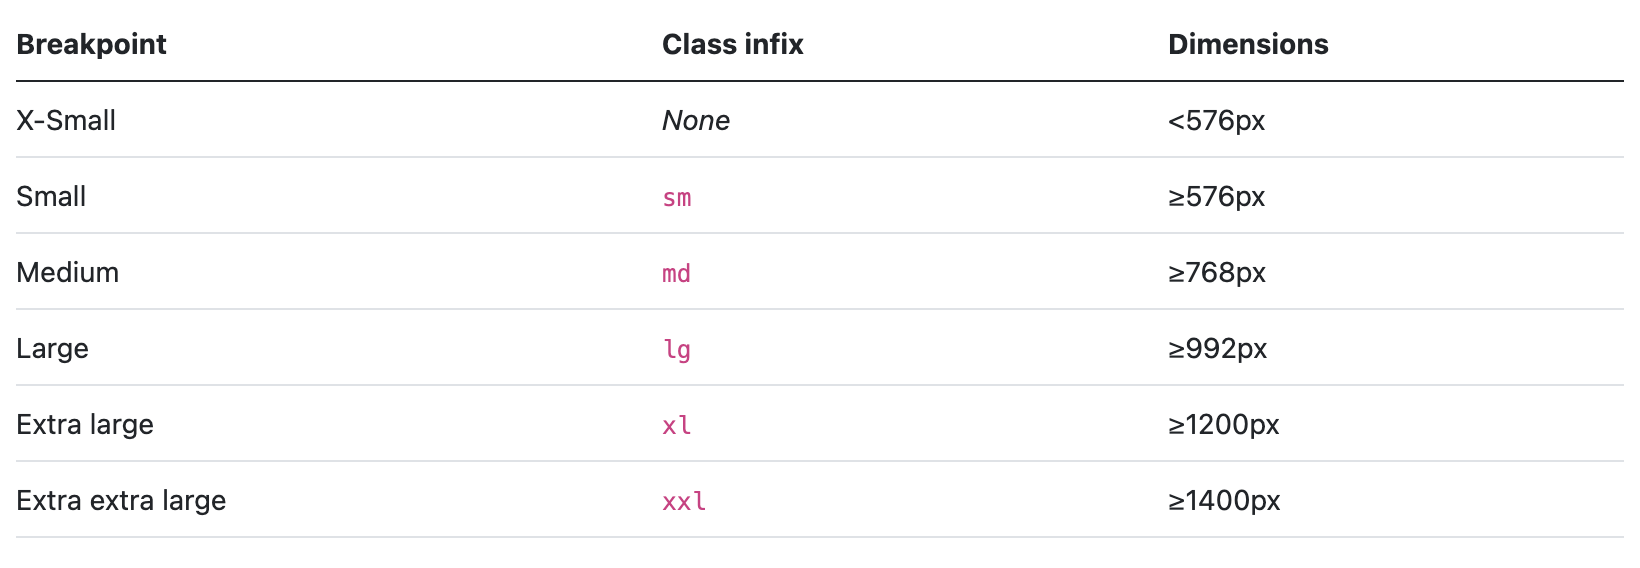 Breakpoint Class infix Dimensions
X-Small None <576px
Small sm ≥576px
Medium md ≥768px
Large lg ≥992px
Extra large xl ≥1200px
Extra extra large xxl ≥1400px